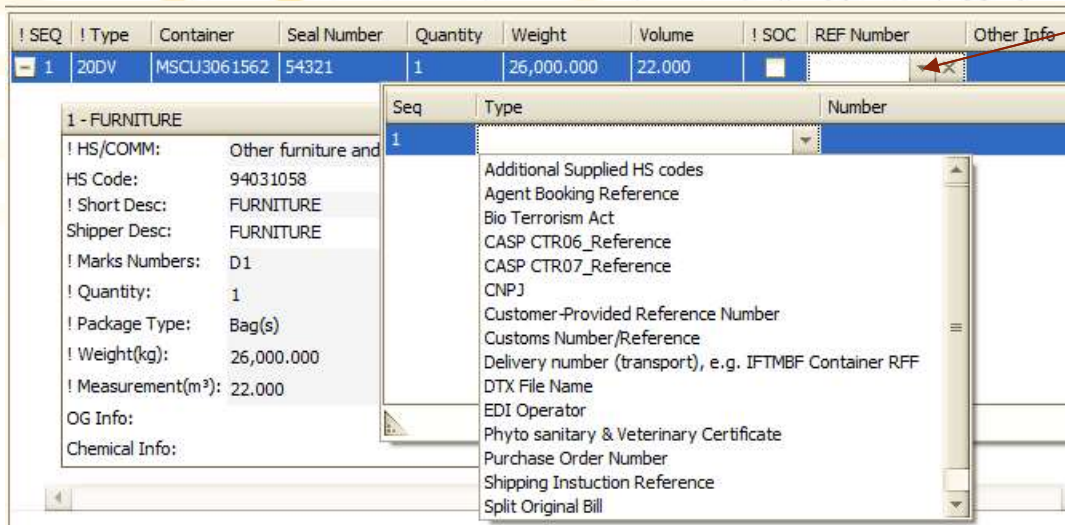 ! SEQ ! Type Container Seal Number Quantity Weight Volume ! SOC REF Number Other Info
1 20DV MSCU3061562 54321 1 26,000.000 22.000
1 - FURNITURE
! HS/COMM: Other furniture and
HS Code: 94031058
! Short Desc: FURNITURE
Shipper Desc: FURNITURE
! Marks Numbers: D1
! Quantity: 1
! Package Type: Bag(s)
! Weight(kg): 26,000.000
! Measurement(m³): 22.000
OG Info:
Chemical Info:
Seq Type Number
1
Additional Supplied HS codes
Agent Booking Reference
Bio Terrorism Act
CASP CTR06_Reference
CASP CTR07_Reference
CNPJ
Customer-Provided Reference Number
Customs Number/Reference
Delivery number (transport), e.g. IFTMBF Container RFF
DTX File Name
EDI Operator
Phyto sanitary & Veterinary Certificate
Purchase Order Number
Shipping Instuction Reference
Split Original Bill